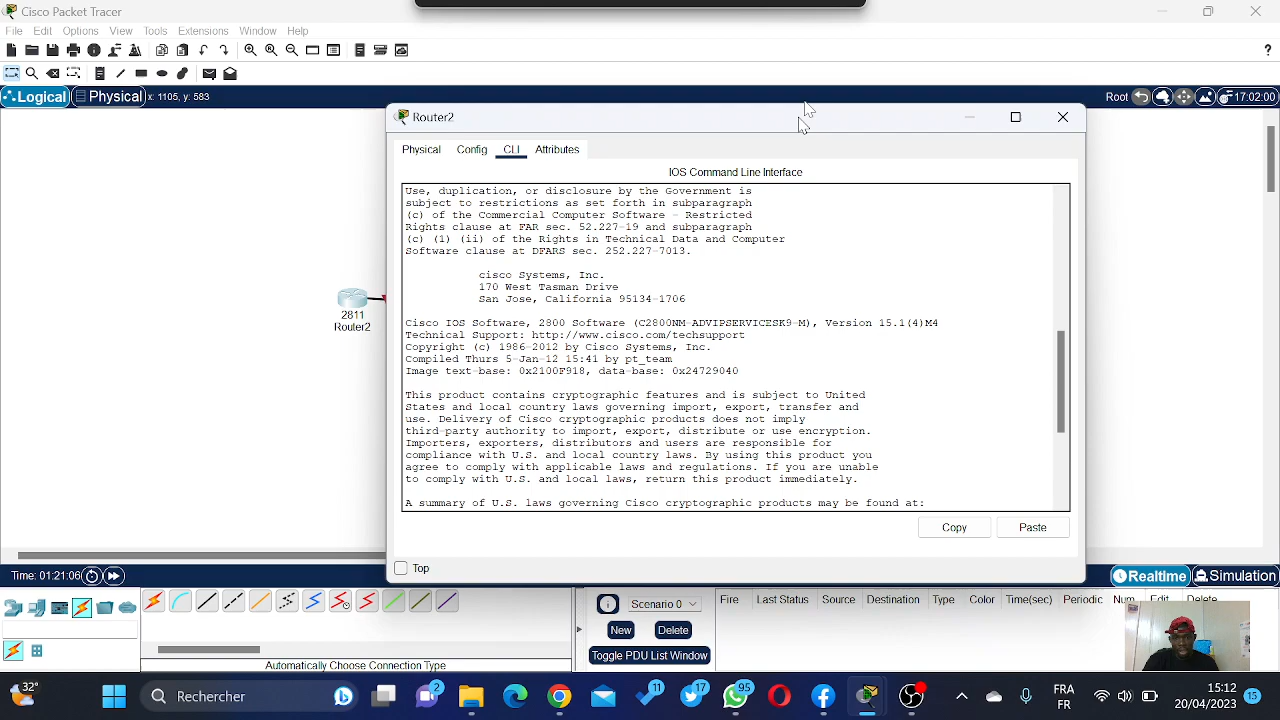 Cisco Packet Tracer
File Edit Options View Tools Extensions Window Help
?
Logical Physical x: 1105, y: 583 Root 17:02:00
Router2
Physical Config CLI Attributes
IOS Command Line Interface
Use, duplication, or disclosure by the Government is
subject to restrictions as set forth in subparagraph
(c) of the Commercial Computer Software - Restricted
Rights clause at FAR sec. 52.227-19 and subparagraph
(c) (1) (ii) of the Rights in Technical Data and Computer
Software clause at DFARS sec. 252.227-7013.
cisco Systems, Inc.
170 West Tasman Drive
San Jose, California 95134-1706
Cisco IOS Software, 2800 Software (C2800NM-ADVIPSERVICESK9-M), Version 15.1(4)M4
Technical Support: http://www.cisco.com/techsupport
Copyright (c) 1986-2012 by Cisco Systems, Inc.
Compiled Thurs 5-Jan-12 15:41 by pt_team
Image text-base: 0x2100F918, data-base: 0x24729040
This product contains cryptographic features and is subject to United
States and local country laws governing import, export, transfer and
use. Delivery of Cisco cryptographic products does not imply
third-party authority to import, export, distribute or use encryption.
Importers, exporters, distributors and users are responsible for
compliance with U.S. and local country laws. By using this product you
agree to comply with applicable laws and regulations. If you are unable
to comply with U.S. and local laws, return this product immediately.
A summary of U.S. laws governing Cisco cryptographic products may be found at:
Copy Paste
Top
2811
Router2
Time: 01:21:06 Realtime Simulation
Scenario 0
New Delete
Toggle PDU List Window
Fire Last Status Source Destination Type Color Time(sec) Periodic Num Edit Delete
Automatically Choose Connection Type
32°
Rechercher
2
11
17
95
FRA
FR
15:12
20/04/2023
15